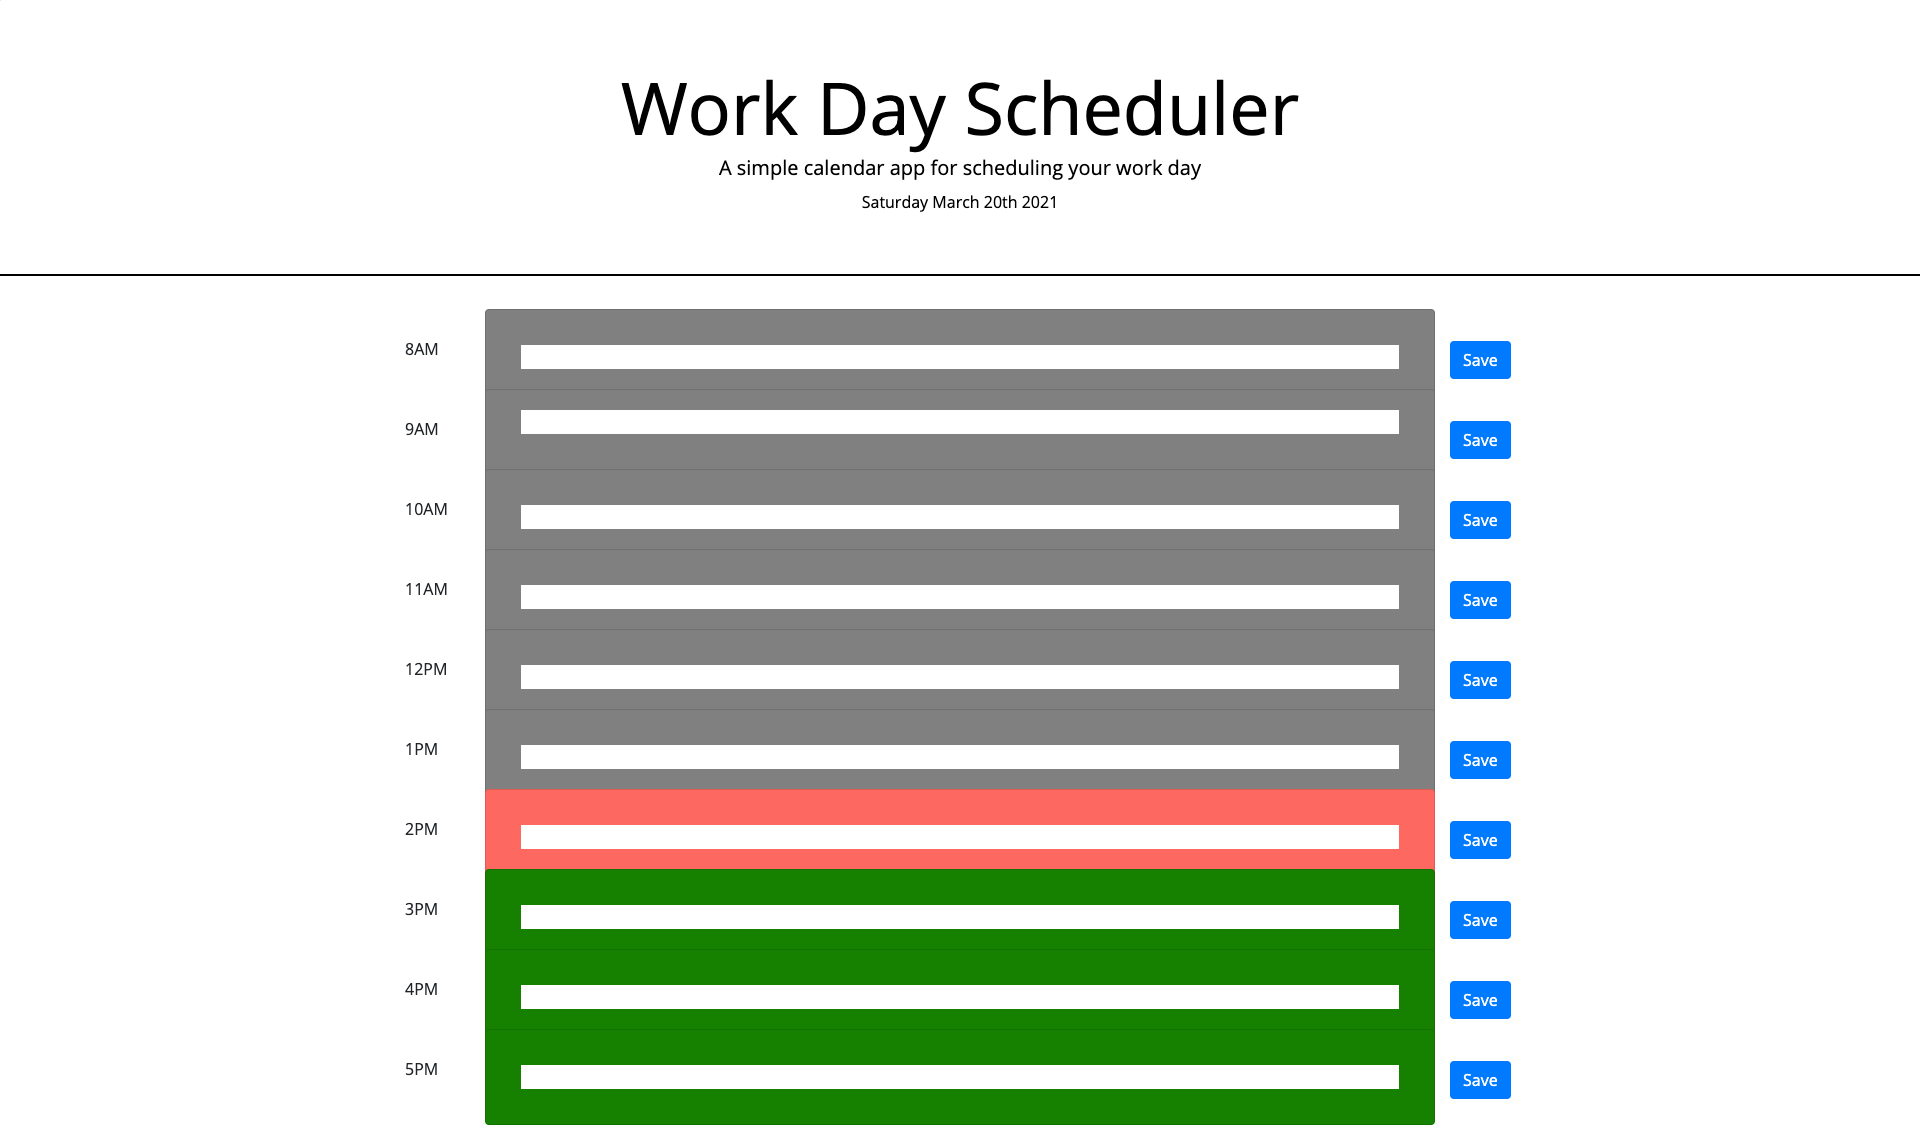 Work Day Scheduler
A simple calendar app for scheduling your work day
Saturday March 20th 2021
8AM Save
9AM Save
10AM Save
11AM Save
12PM Save
1PM Save
2PM Save
3PM Save
4PM Save
5PM Save